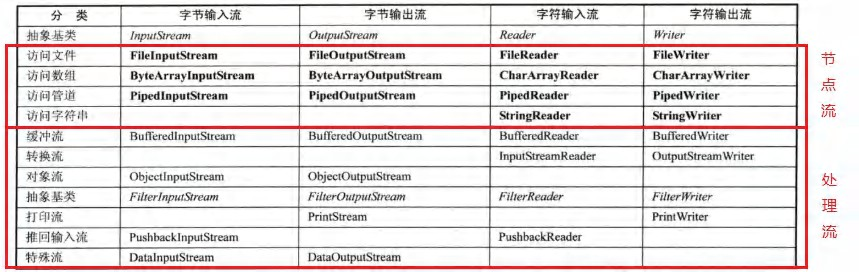 分 类 字节输入流 字节输出流 字符输入流 字符输出流
抽象基类 InputStream OutputStream Reader Writer
访问文件 FileInputStream FileOutputStream FileReader FileWriter
访问数组 ByteArrayInputStream ByteArrayOutputStream CharArrayReader CharArrayWriter
访问管道 PipedInputStream PipedOutputStream PipedReader PipedWriter
访问字符串 StringReader StringWriter
节点流
缓冲流 BufferedInputStream BufferedOutputStream BufferedReader BufferedWriter
转换流 InputStreamReader OutputStreamWriter
对象流 ObjectInputStream ObjectOutputStream
抽象基类 FilterInputStream FilterOutputStream FilterReader FilterWriter
打印流 PrintStream PrintWriter
推回输入流 PushbackInputStream PushbackReader
特殊流 DataInputStream DataOutputStream
处理流